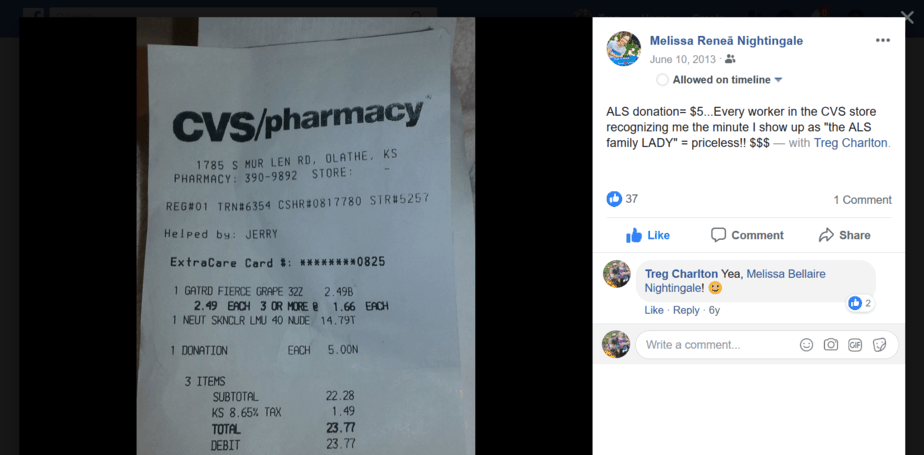 CVS/pharmacy
1785 S MUR LEN RD, OLATHE, KS
PHARMACY: 390-9892 STORE: -
REG#01 TRN#6354 CSHR#0817780 STR#5257
Helped by: JERRY
ExtraCare Card #: ********0825
1 GATRD FIERCE GRAPE 32Z 2.49B
2.49 EACH 3 OR MORE @ 1.66 EACH
1 NEUT SKNCLR LMU 40 NUDE 14.79T
1 DONATION EACH 5.00N
3 ITEMS
SUBTOTAL 22.28
KS 8.65% TAX 1.49
TOTAL 23.77
DEBIT 23.77
Melissa Reneā Nightingale
June 10, 2013 ·
Allowed on timeline
ALS donation= $5...Every worker in the CVS store
recognizing me the minute I show up as "the ALS
family LADY" = priceless!! $$$ — with Treg Charlton.
37
1 Comment
Like Comment Share
Treg Charlton Yea, Melissa Bellaire
Nightingale!
2
Like · Reply · 6y
Write a comment...
GIF